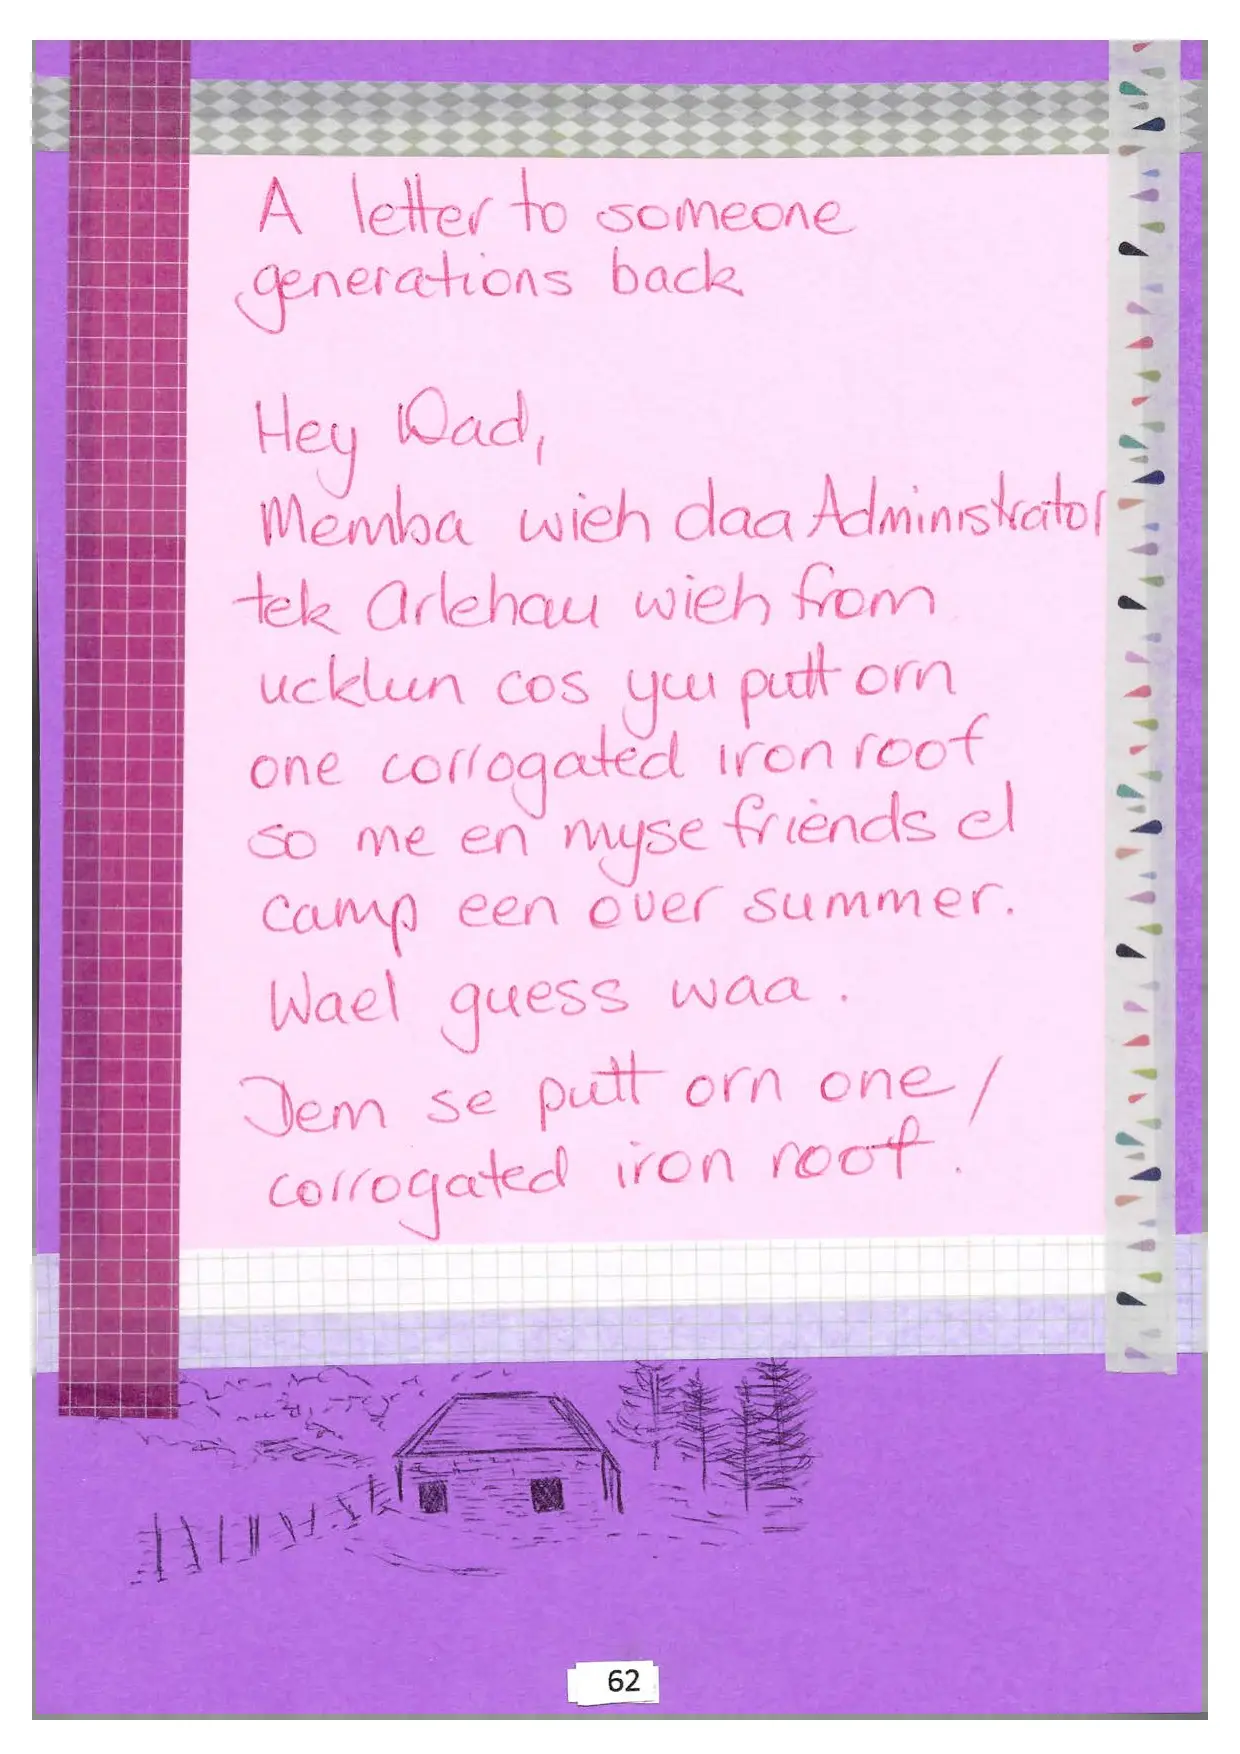 A letter to someone
generations back
Hey Dad,
Memba wieh daa Administrator
tek Arlehau wieh from
ucklun cos yuu putt orn
one corrogated iron roof
so me en myse friends el
camp een over summer.
Wael guess waa.
Dem se putt orn one /
corrogated iron roof.
62